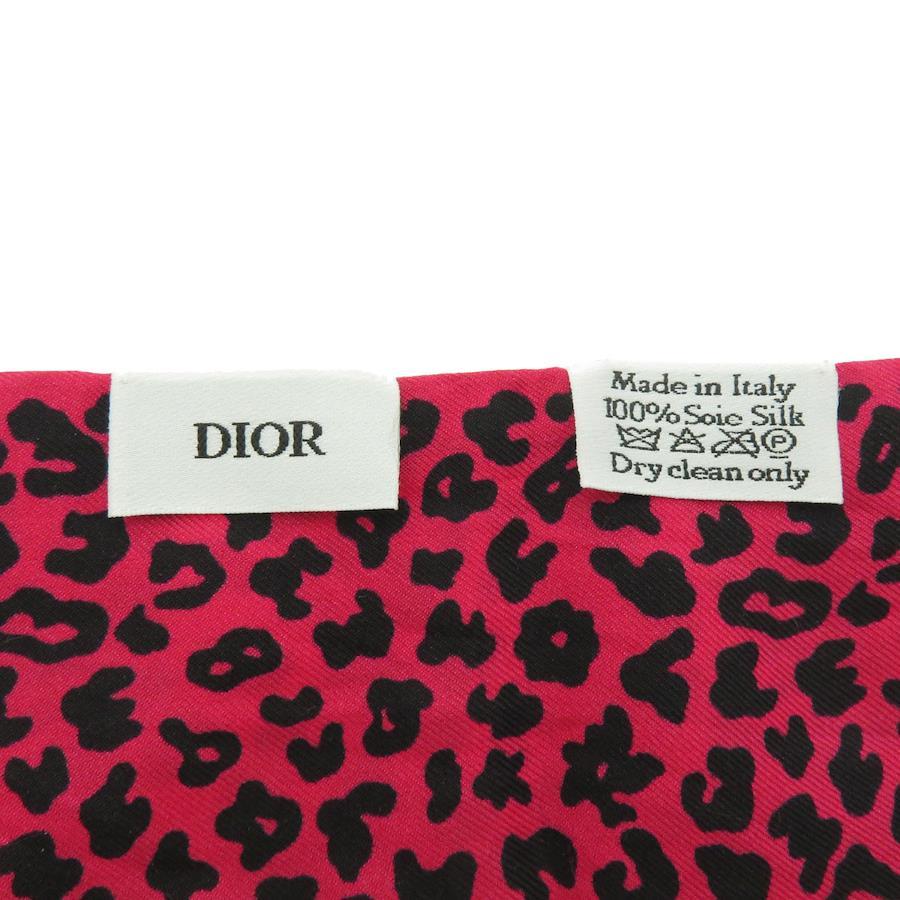 DIOR
Made in Italy
100% Soie Silk
P
Dry clean only